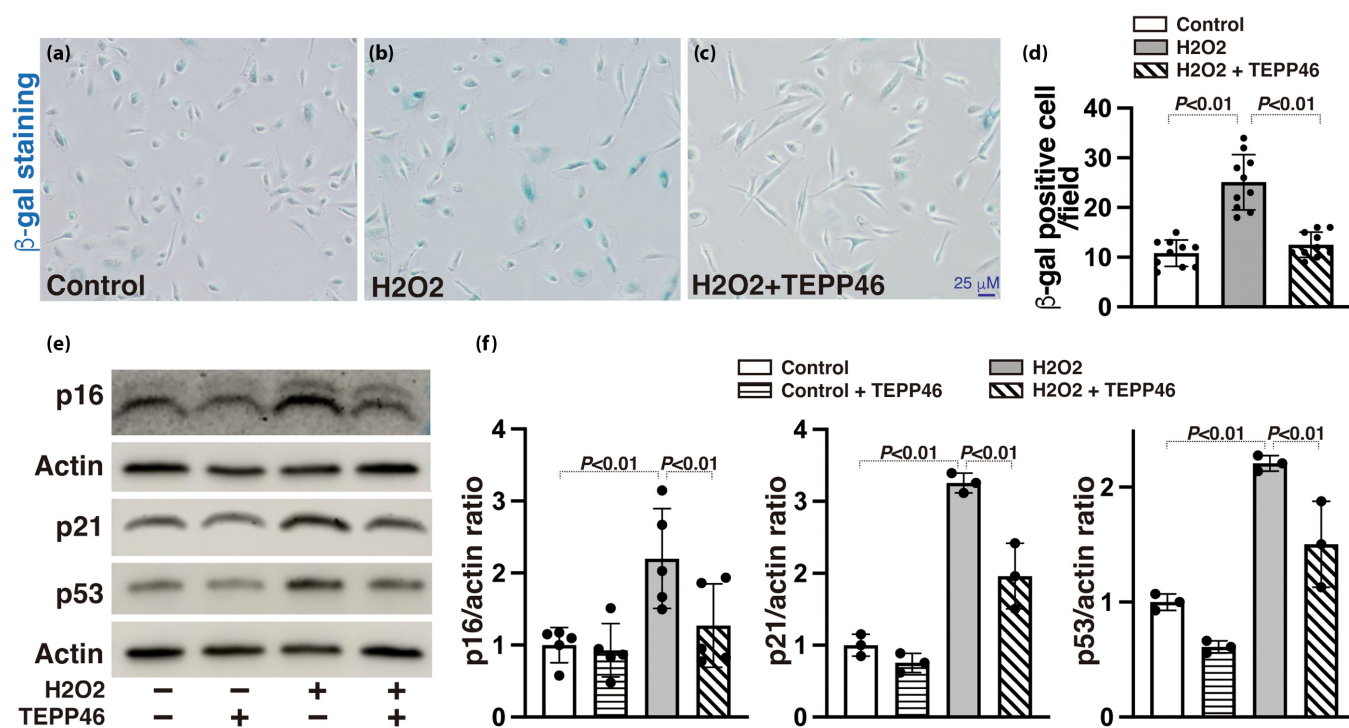 (a)
(b)
(c)
β-gal staining
Control
H2O2
H2O2+TEPP46
25 µM
Control
H2O2
H2O2 + TEPP46
(d)
β-gal positive cell
/field
40
30
20
10
0
P<0.01
P<0.01
(e)
p16
Actin
p21
p53
Actin
H2O2 – – + +
TEPP46 – + – +
(f)
Control
H2O2
Control + TEPP46
H2O2 + TEPP46
p16/actin ratio
4
3
2
1
0
P<0.01
P<0.01
p21/actin ratio
4
3
2
1
0
P<0.01
P<0.01
p53/actin ratio
2
1
0
P<0.01
P<0.01